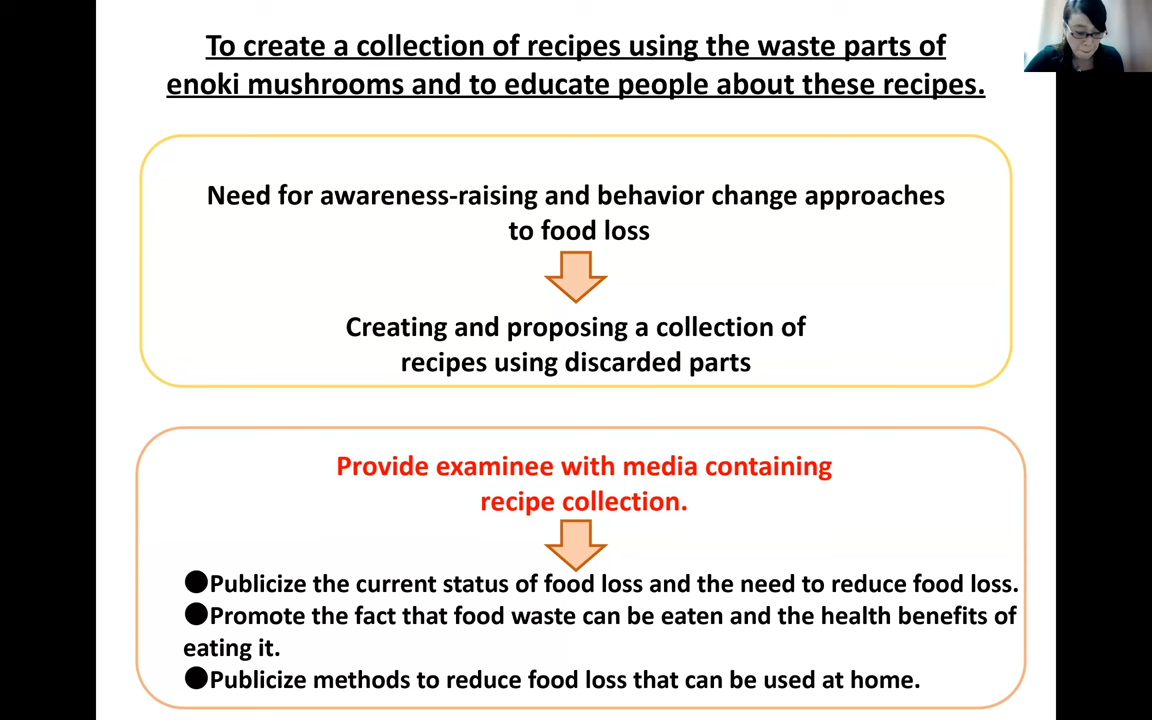 To create a collection of recipes using the waste parts of
enoki mushrooms and to educate people about these recipes.
Need for awareness-raising and behavior change approaches
to food loss
Creating and proposing a collection of
recipes using discarded parts
Provide examinee with media containing
recipe collection.
●Publicize the current status of food loss and the need to reduce food loss.
●Promote the fact that food waste can be eaten and the health benefits of
eating it.
●Publicize methods to reduce food loss that can be used at home.